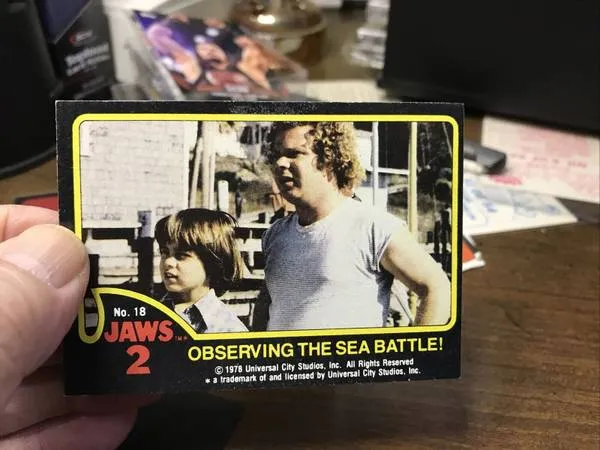 No. 18
JAWS TM*
2
OBSERVING THE SEA BATTLE!
© 1978 Universal City Studios, Inc. All Rights Reserved
* a trademark of and licensed by Universal City Studios, Inc.